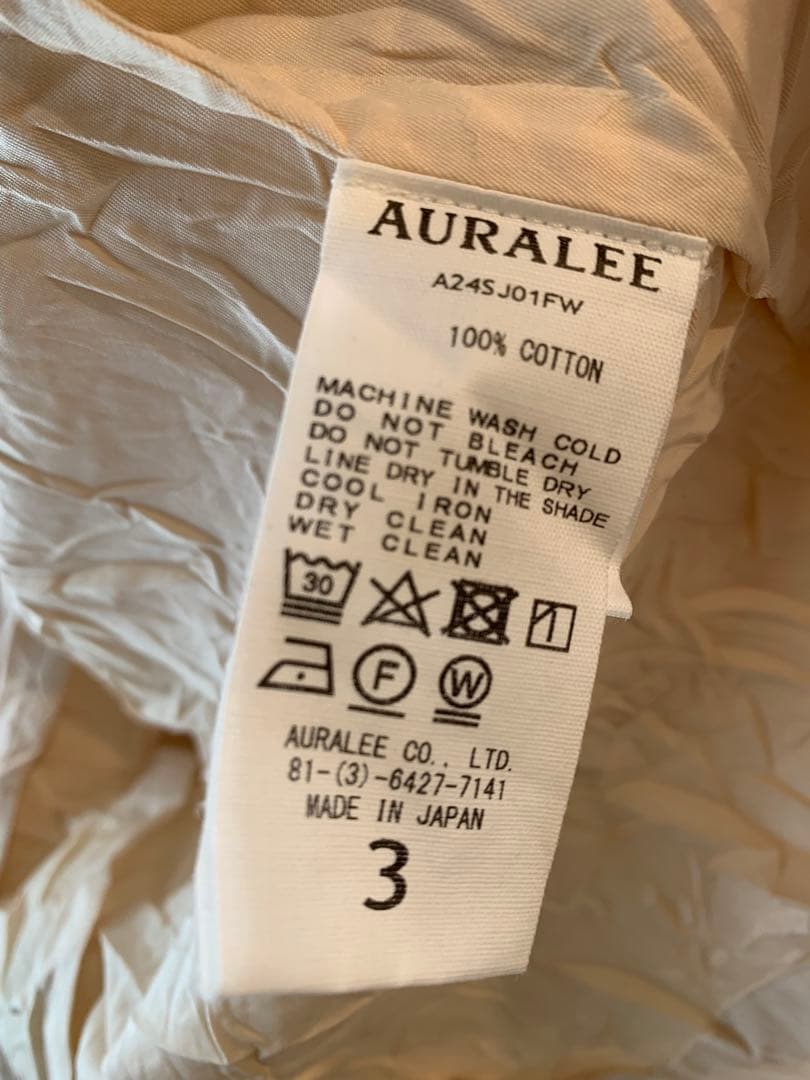 AURALEE
A24SJ01FW
100% COTTON
MACHINE WASH COLD
DO NOT BLEACH
DO NOT TUMBLE DRY
LINE DRY IN THE SHADE
COOL IRON
DRY CLEAN
WET CLEAN
30
F W
AURALEE CO., LTD.
81-(3)-6427-7141
MADE IN JAPAN
3